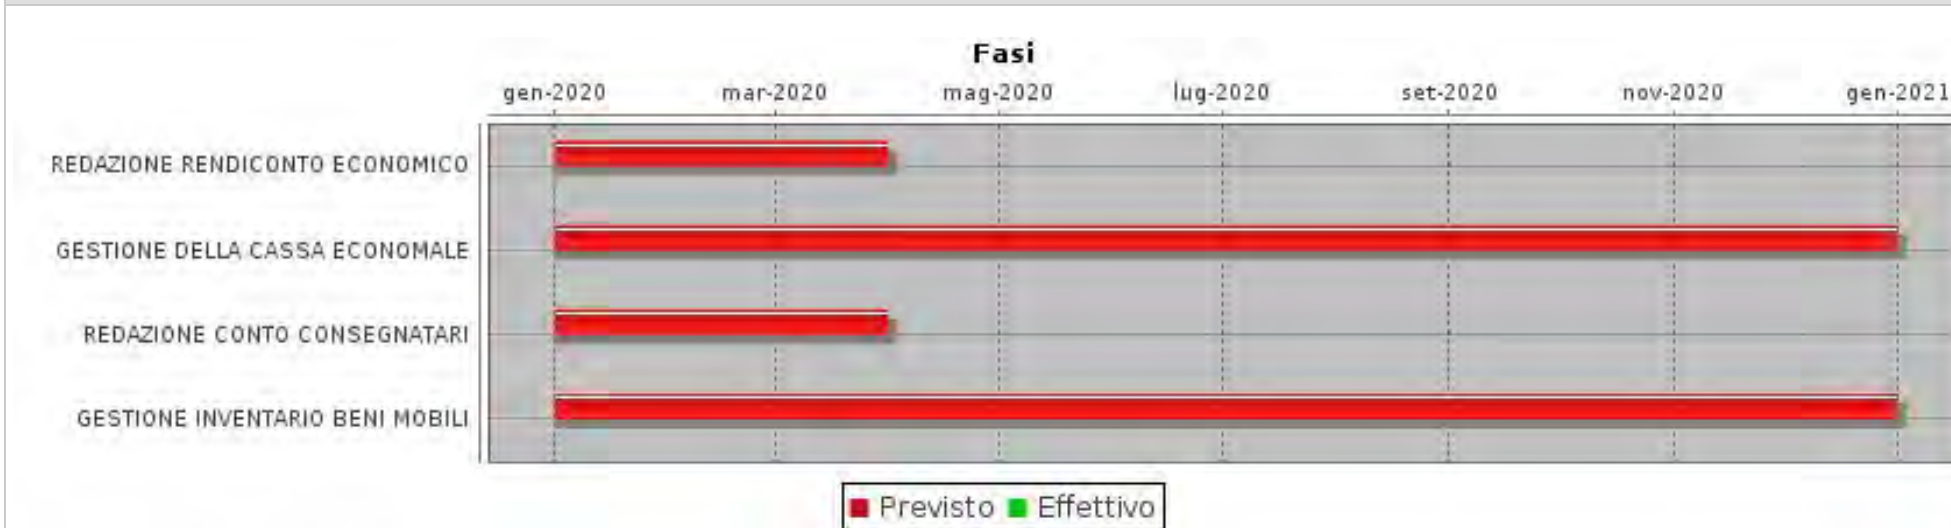 Fasi
gen-2020 mar-2020 mag-2020 lug-2020 set-2020 nov-2020 gen-2021
REDAZIONE RENDICONTO ECONOMICO
GESTIONE DELLA CASSA ECONOMALE
REDAZIONE CONTO CONSEGNATARI
GESTIONE INVENTARIO BENI MOBILI
Previsto Effettivo